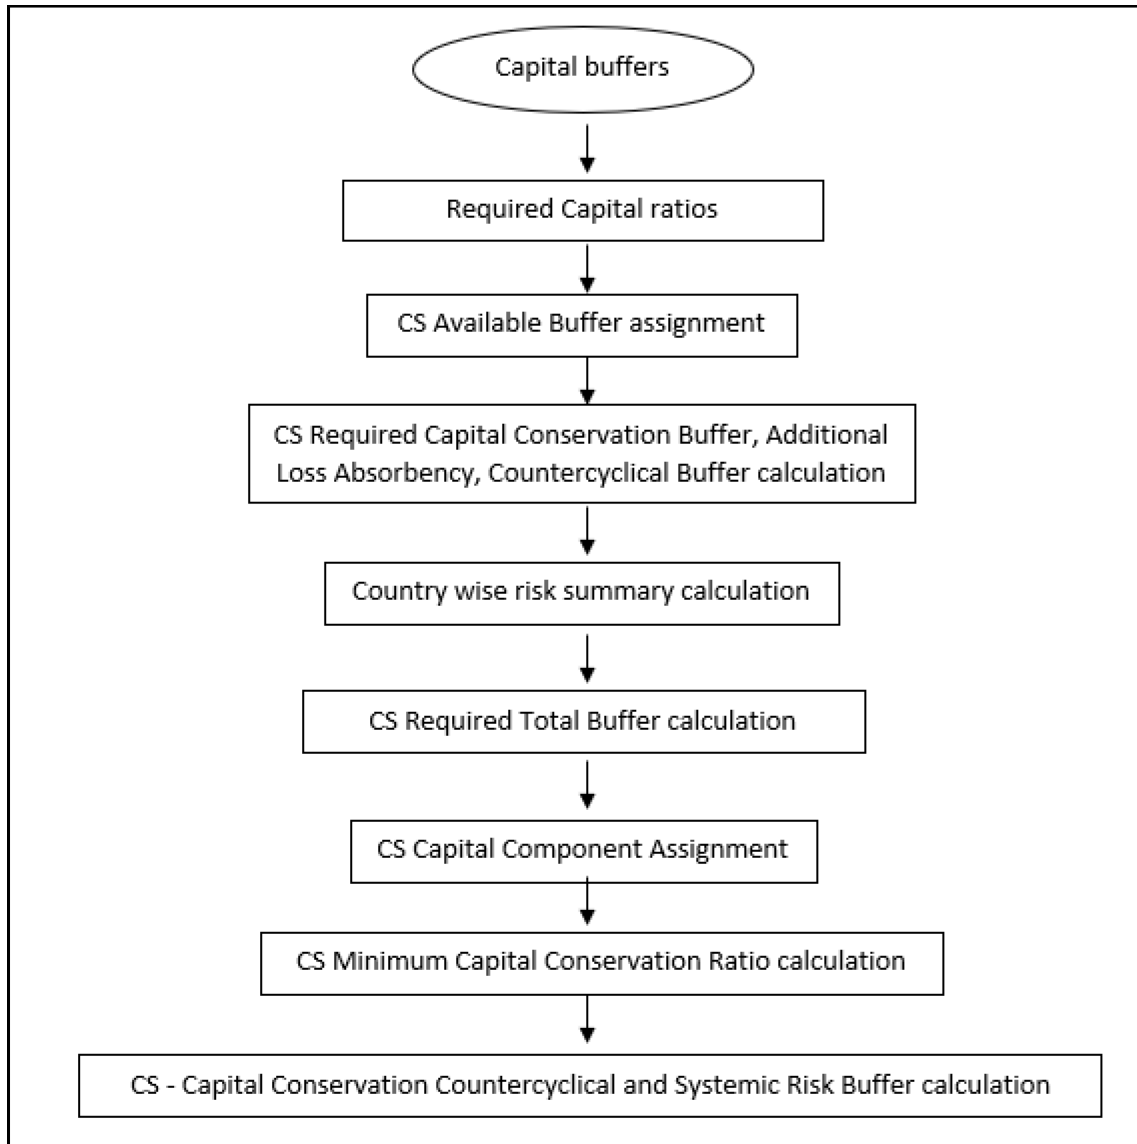 Capital buffers
Required Capital ratios
CS Available Buffer assignment
CS Required Capital Conservation Buffer, Additional
Loss Absorbency, Countercyclical Buffer calculation
Country wise risk summary calculation
CS Required Total Buffer calculation
CS Capital Component Assignment
CS Minimum Capital Conservation Ratio calculation
CS - Capital Conservation Countercyclical and Systemic Risk Buffer calculation